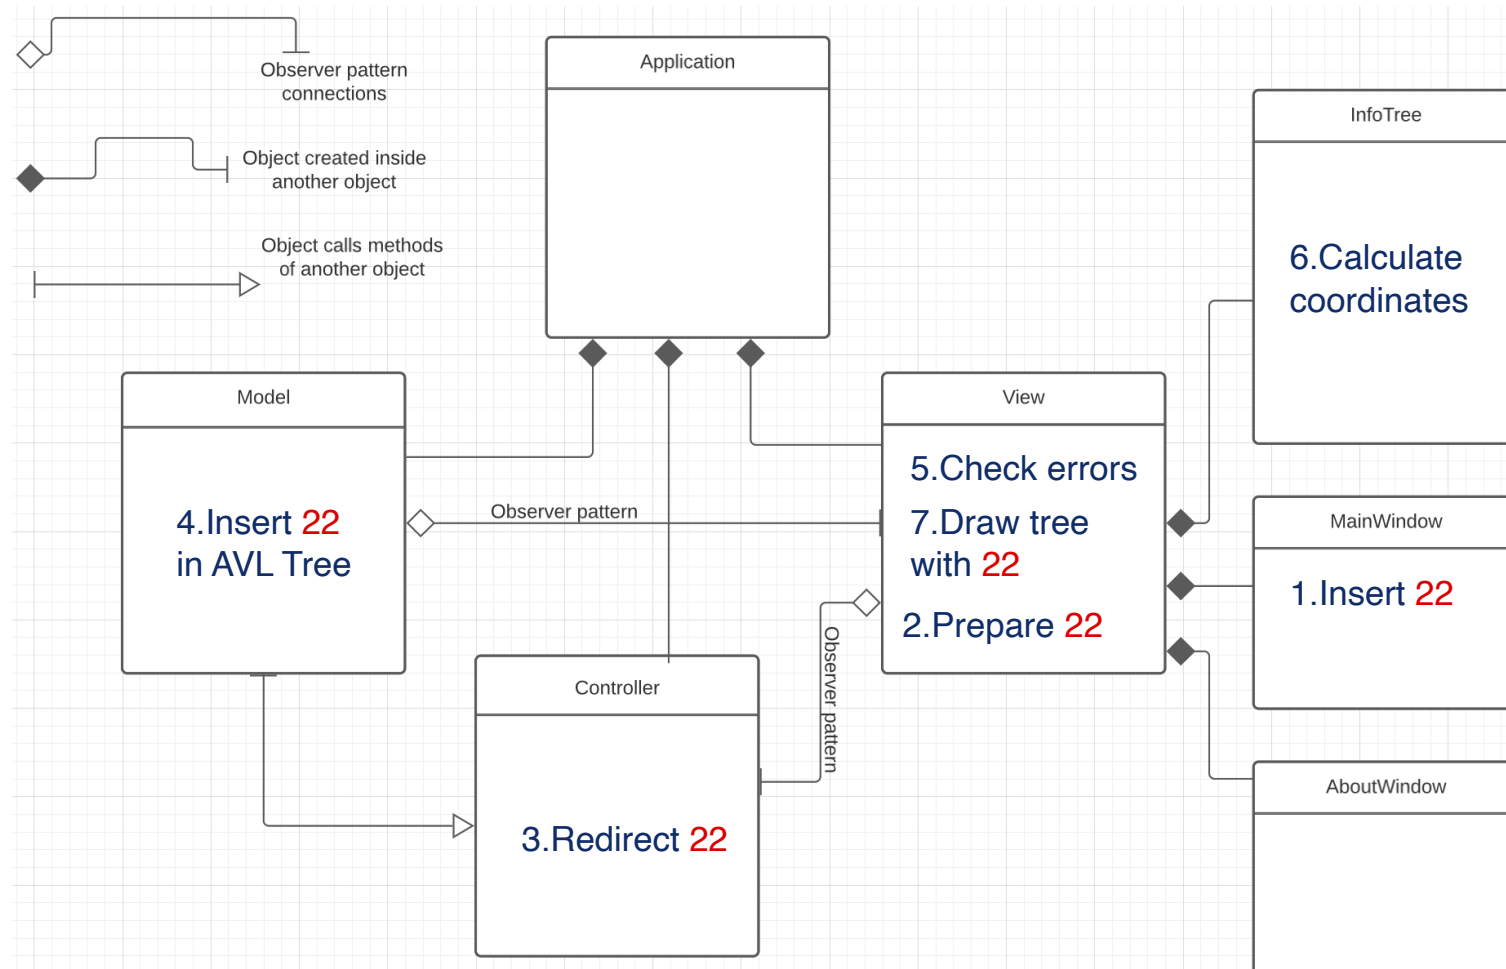 Observer pattern
connections
Object created inside
another object
Object calls methods
of another object
Application
InfoTree
6.Calculate
coordinates
Model
4.Insert 22
in AVL Tree
Observer pattern
View
5.Check errors
7.Draw tree
with 22
2.Prepare 22
MainWindow
1.Insert 22
Observer pattern
Controller
3.Redirect 22
AboutWindow